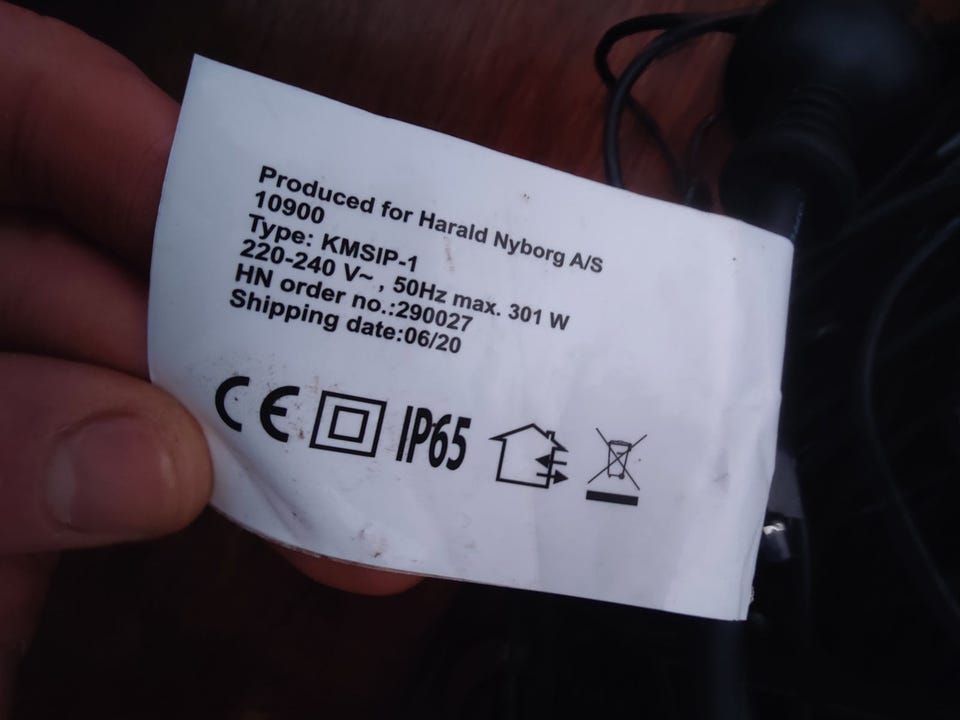 Produced for Harald Nyborg A/S
10900
Type: KMSIP-1
220-240 V~ , 50Hz max. 301 W
HN order no.:290027
Shipping date:06/20
CE IP65